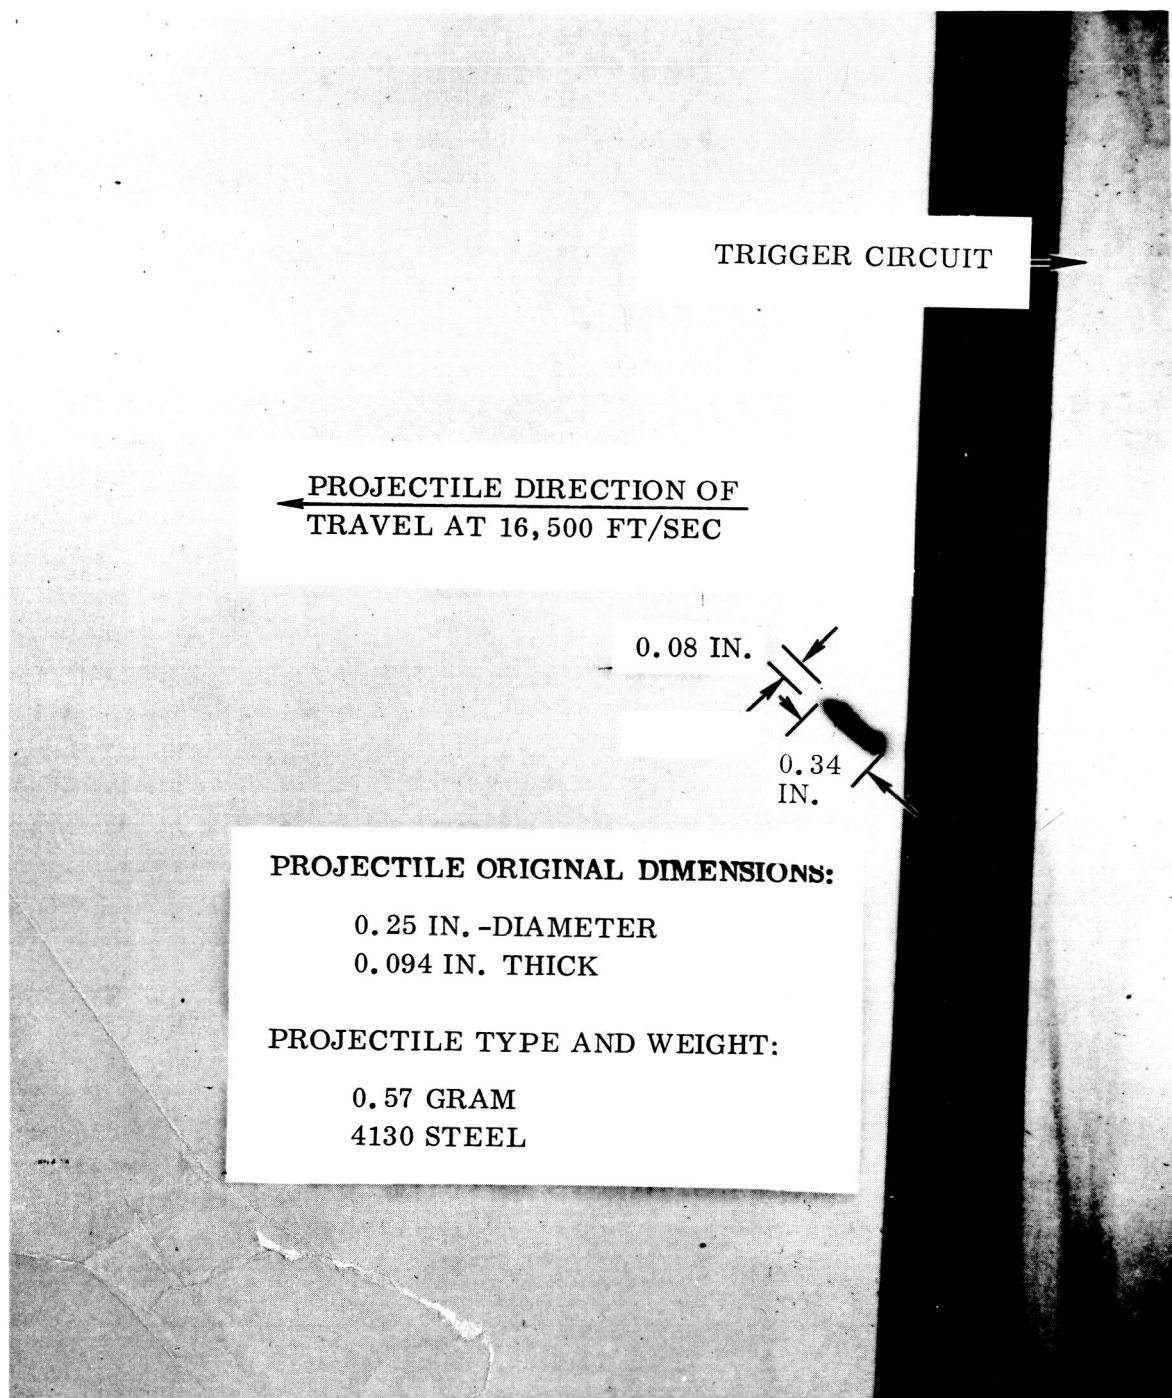 TRIGGER CIRCUIT
PROJECTILE DIRECTION OF
TRAVEL AT 16,500 FT/SEC
0.08 IN.
0.34
IN.
PROJECTILE ORIGINAL DIMENSIONS:
0.25 IN.-DIAMETER
0.094 IN. THICK
PROJECTILE TYPE AND WEIGHT:
0.57 GRAM
4130 STEEL